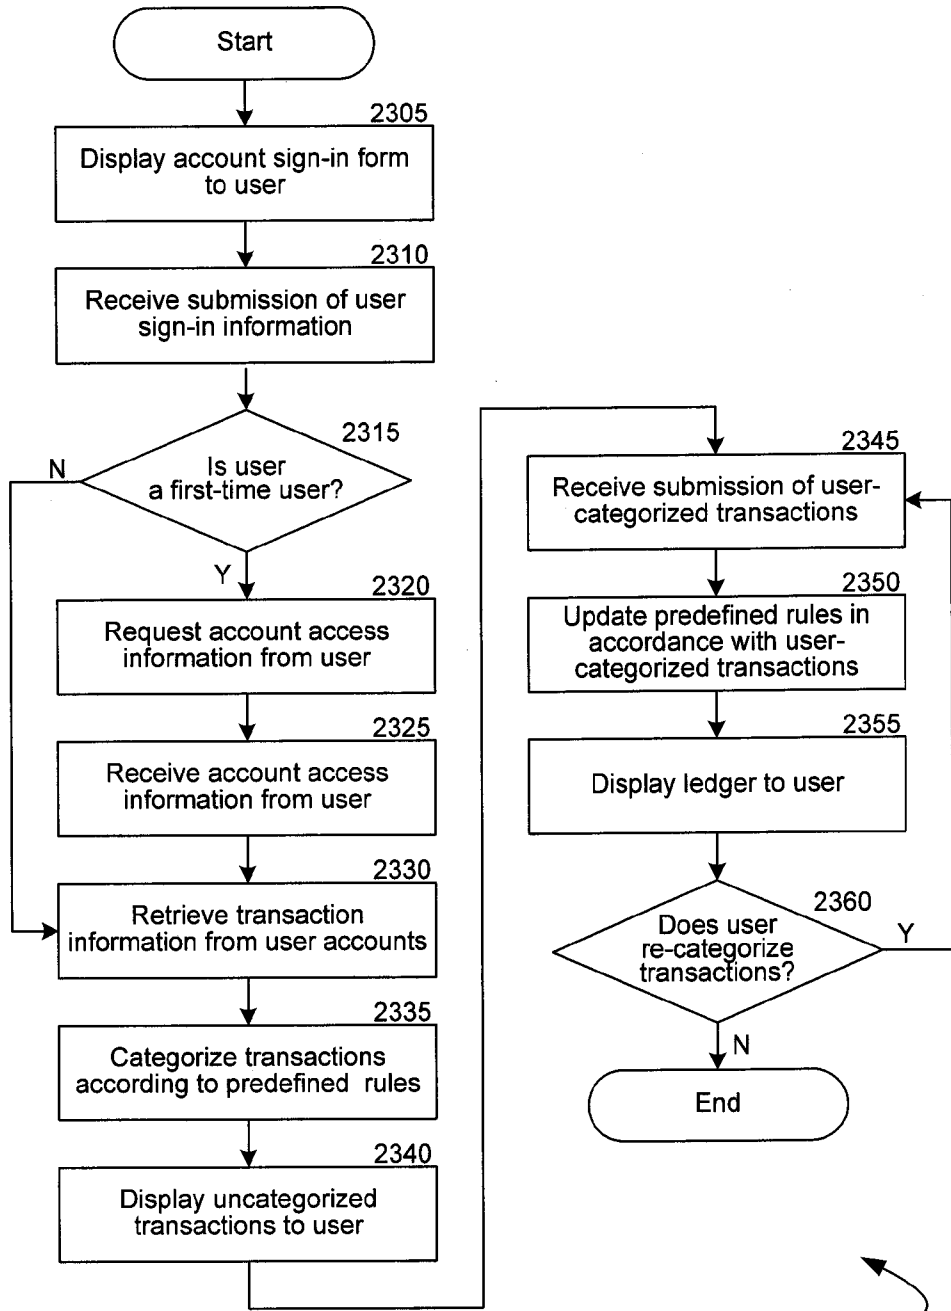 Start
2305
Display account sign-in form
to user
2310
Receive submission of user
sign-in information
2315
Is user
a first-time user?
N
Y
2320
Request account access
information from user
2325
Receive account access
information from user
2330
Retrieve transaction
information from user accounts
2335
Categorize transactions
according to predefined rules
2340
Display uncategorized
transactions to user
2345
Receive submission of user-
categorized transactions
2350
Update predefined rules in
accordance with user-
categorized transactions
2355
Display ledger to user
2360
Does user
re-categorize
transactions?
Y
N
End